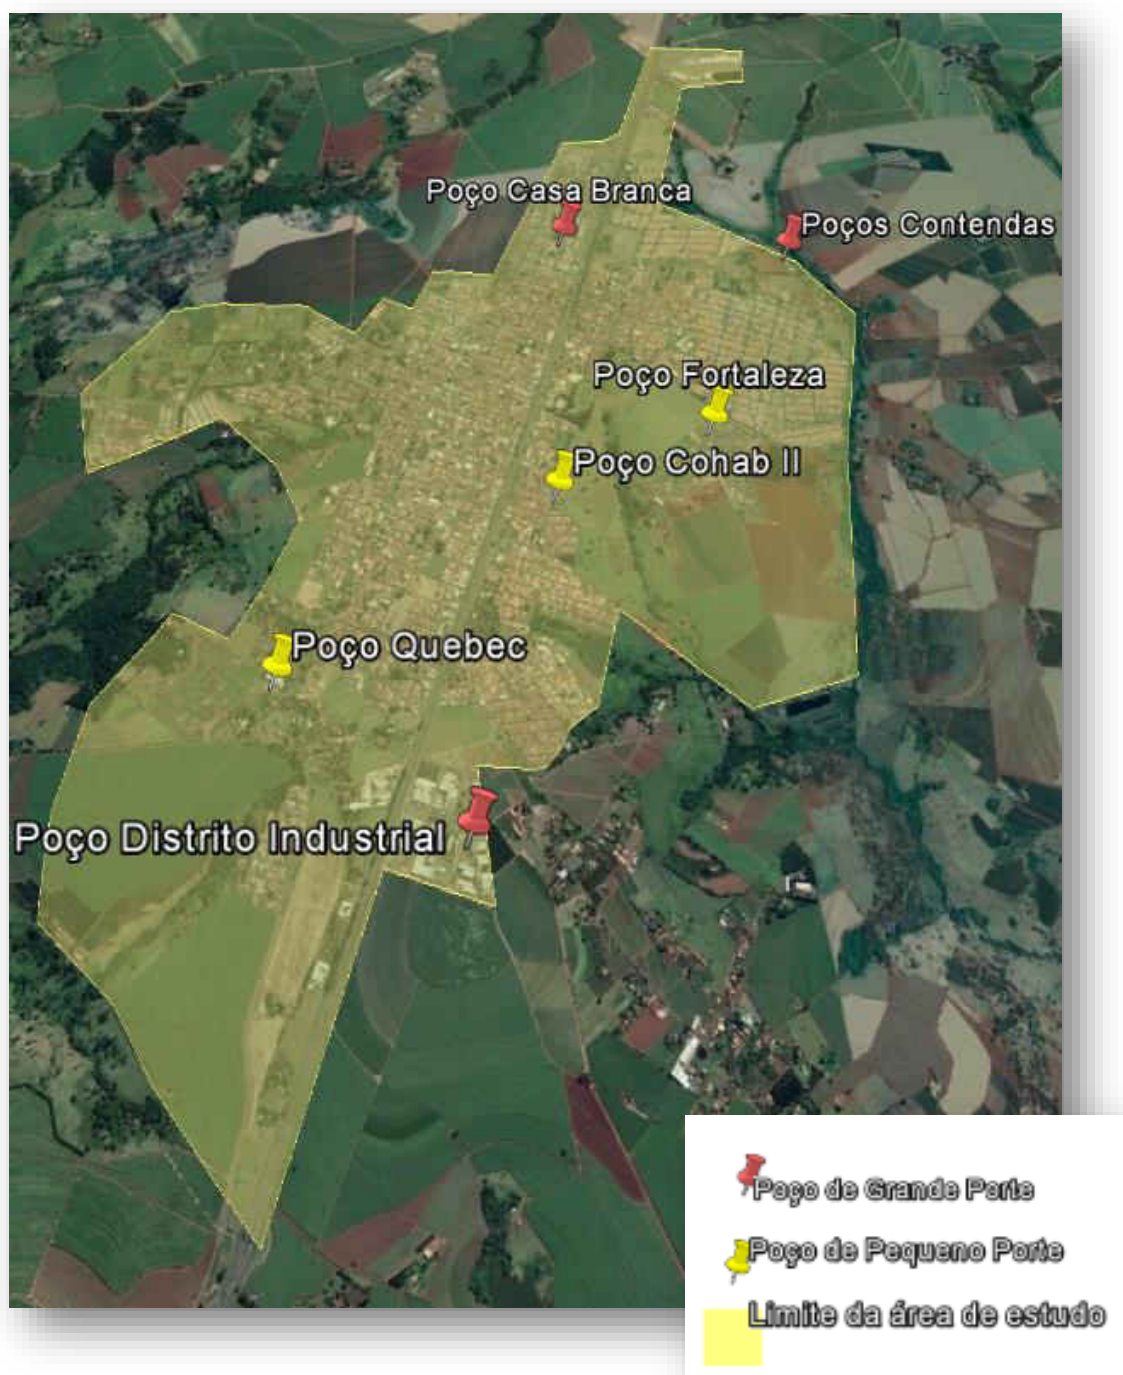 Poço Casa Branca
Poços Contendas
Poço Fortaleza
Poço Cohab II
Poço Quebec
Poço Distrito Industrial
Poço de Grande Porte
Poço de Pequeno Porte
Limite da área de estudo